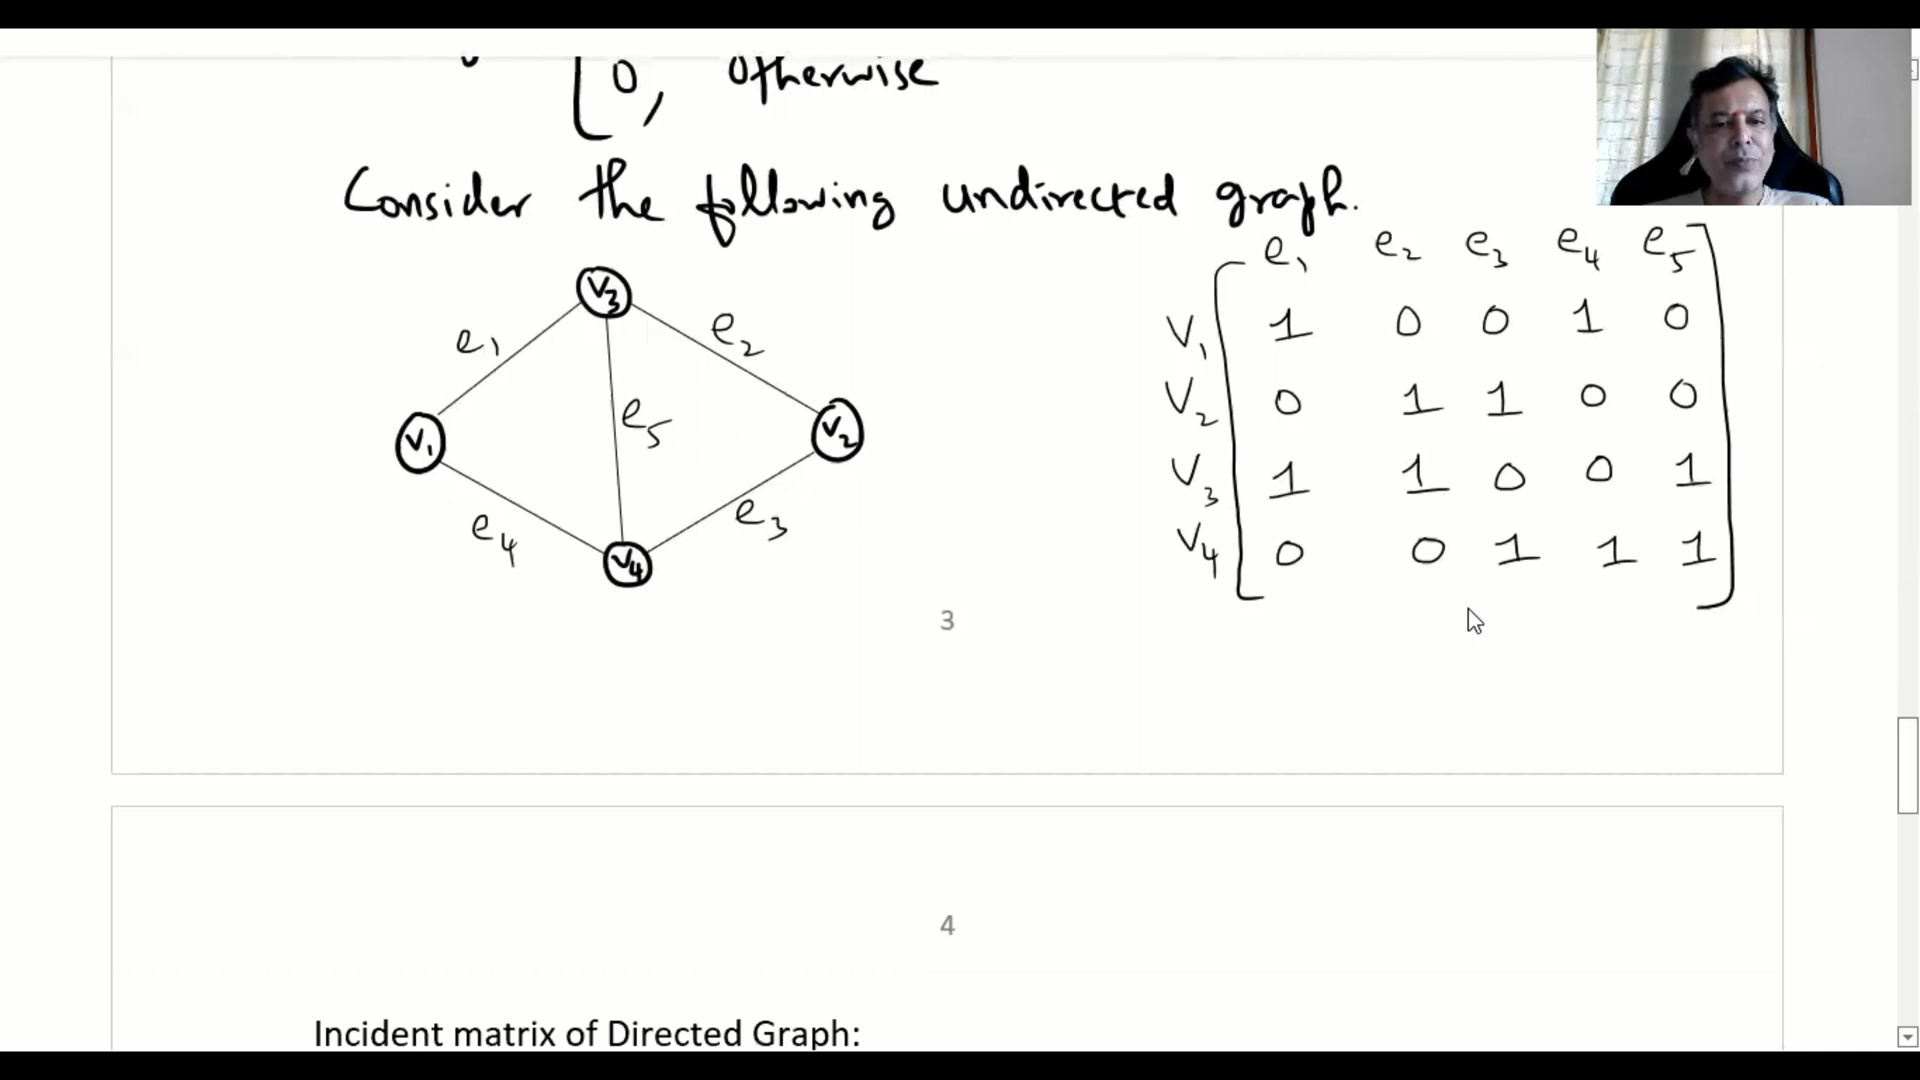 0, otherwise
Consider the following undirected graph.
e₁ e₂ e₃ e₄ e₅
V₁ 1 0 0 1 0
V₂ 0 1 1 0 0
V₃ 1 1 0 0 1
V₄ 0 0 1 1 1
V₃
e₁ e₂
e₅
V₁ V₂
e₄ e₃
V₄
3
4
Incident matrix of Directed Graph: